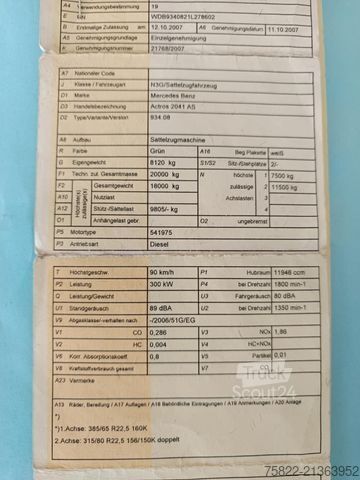 A4 Verwendungsbestimmung 19
E FIN WDB9340821L278602
B Erstmalige Zulassung am 12.10.2007 A6 Genehmigungsdatum 11.10.2007
A5 Genehmigungsgrundlage Einzelgenehmigung
K Genehmigungsnummer 21768/2007
A7 Nationaler Code
J Klasse / Fahrzeugart N3G/Sattelzugfahrzeug
D1 Marke Mercedes Benz
D3 Handelsbezeichnung Actros 2041 AS
D2 Type/Variante/Version 934.08
A8 Aufbau Sattelzugmaschine
R Farbe Grün A16 Beg Plakette weiß
G Eigengewicht 8120 kg S1/S2 Sitz-/Stehplätze 2/-
F1 Techn. zul. Gesamtmasse 20000 kg N höchste 1 7500 kg
F2 Höchstes zulässige(s) Gesamtgewicht 18000 kg zulässige 2 11500 kg
A10 Nutzlast Achslasten 3
A12 Stütz-/Sattellast 9805/- kg 4
O1 Anhängelast gebr. O2 ungebremst
P5 Motortype 541975
P3 Antriebsart Diesel
T Höchstgeschw. 90 km/h P1 Hubraum 11946 ccm
P2 Leistung 300 kW P4 bei Drehzahl 1800 min-1
Q Leistung/Gewicht U3 Fahrgeräusch 80 dBA
U1 Standgeräusch 89 dBA U2 bei Drehzahl 1350 min-1
V9 Abgasklasse/-verhalten nach -/2006/51G/EG
V1 CO 0,286 V3 NOx 1,86
V2 HC 0,004 V4 HC+NOx
V6 Korr. Absorptionskoeff. 0,8 V5 Partikel 0,01
V8 Kraftstoffverbrauch gesamt V7 CO2
A23 Vormerke
Truck
Scout24
A13 Räder, Bereifung / A17 Auflagen / A18 Behördliche Eintragungen / A19 Anmerkungen / A20 Anlage
*)
*)1.Achse: 385/65 R22,5 160K
2.Achse: 315/80 R22,5 156/150K doppelt
75822-21363952